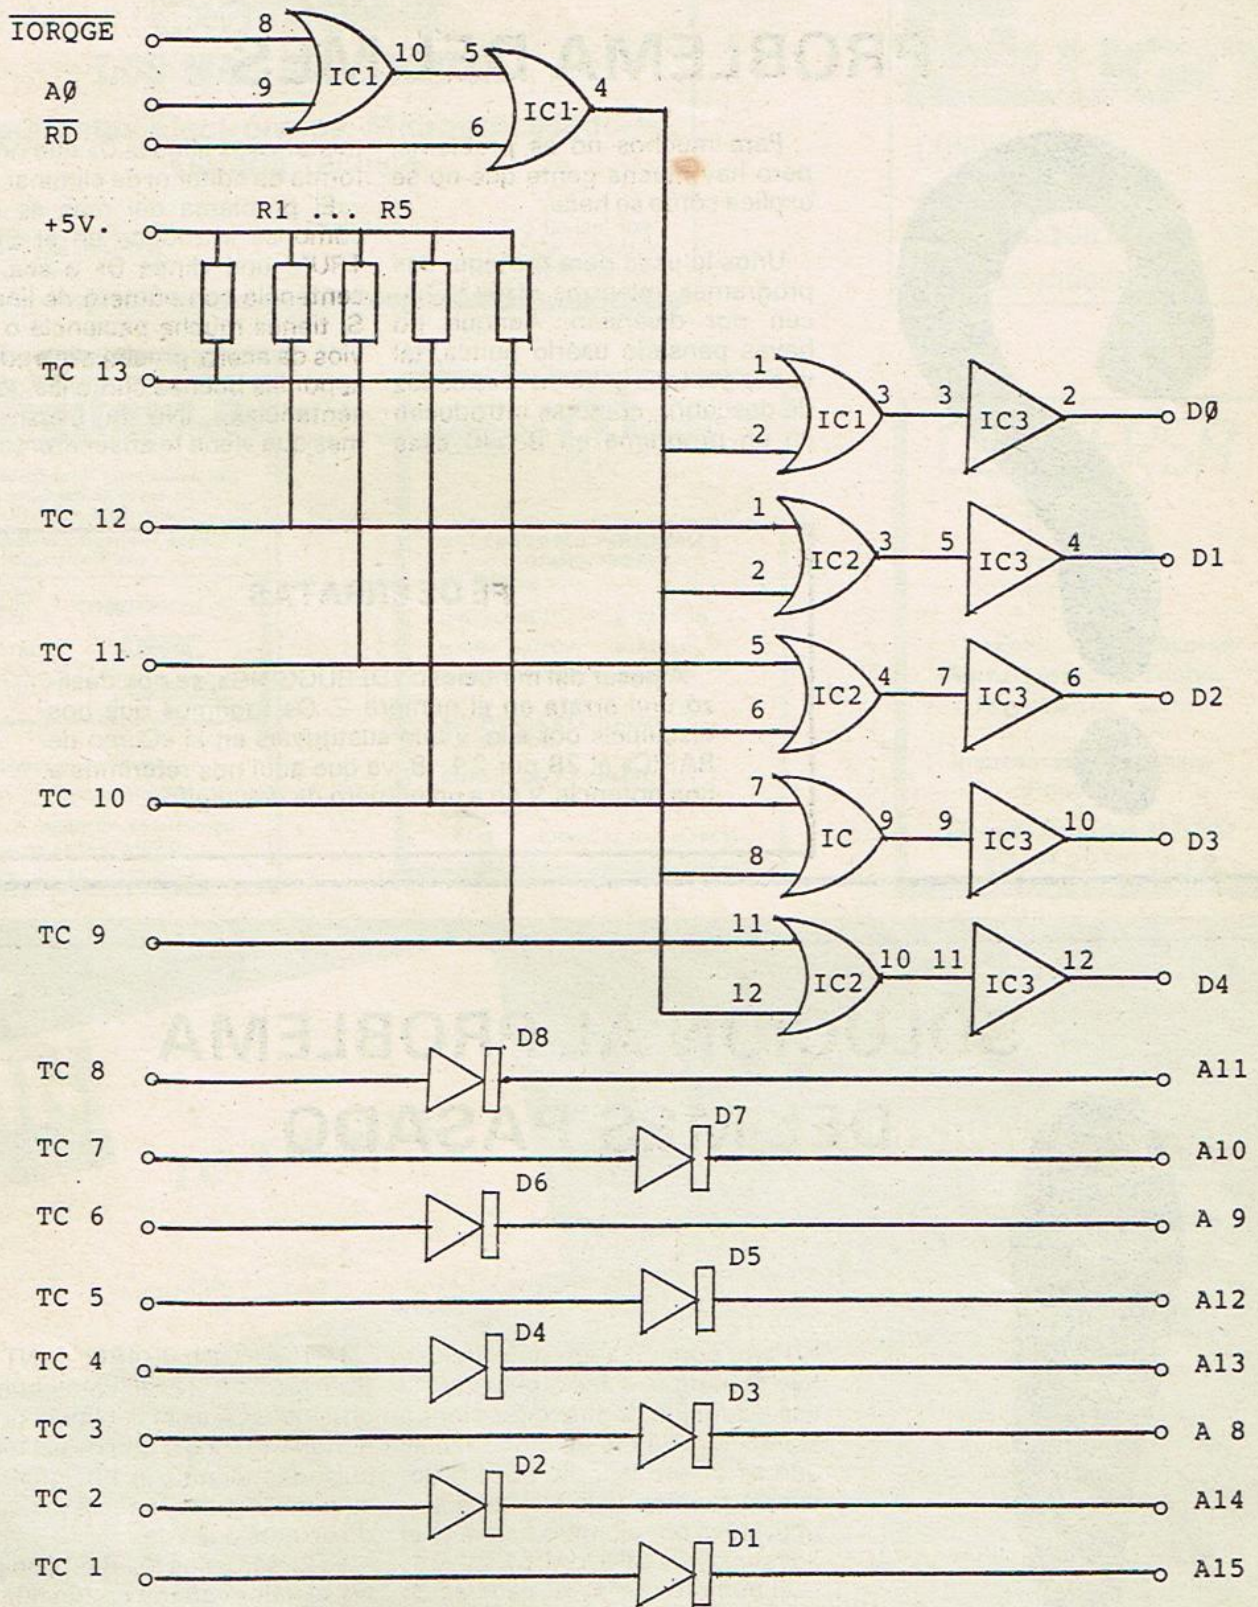 IORQGE
8
10
5
IC1
4
AØ
9
IC1
RD
6
+5V.
R1 ... R5
TC 13
1
3
3
2
DØ
IC1
IC3
2
TC 12
1
3
5
4
D1
IC2
IC3
2
TC 11
5
4
7
6
D2
IC2
IC3
6
TC 10
7
9
9
10
D3
IC
IC3
8
TC 9
11
10
11
12
D4
IC2
IC3
12
TC 8
D8
A11
TC 7
D7
A10
TC 6
D6
A 9
TC 5
D5
A12
TC 4
D4
A13
TC 3
D3
A 8
TC 2
D2
A14
TC 1
D1
A15